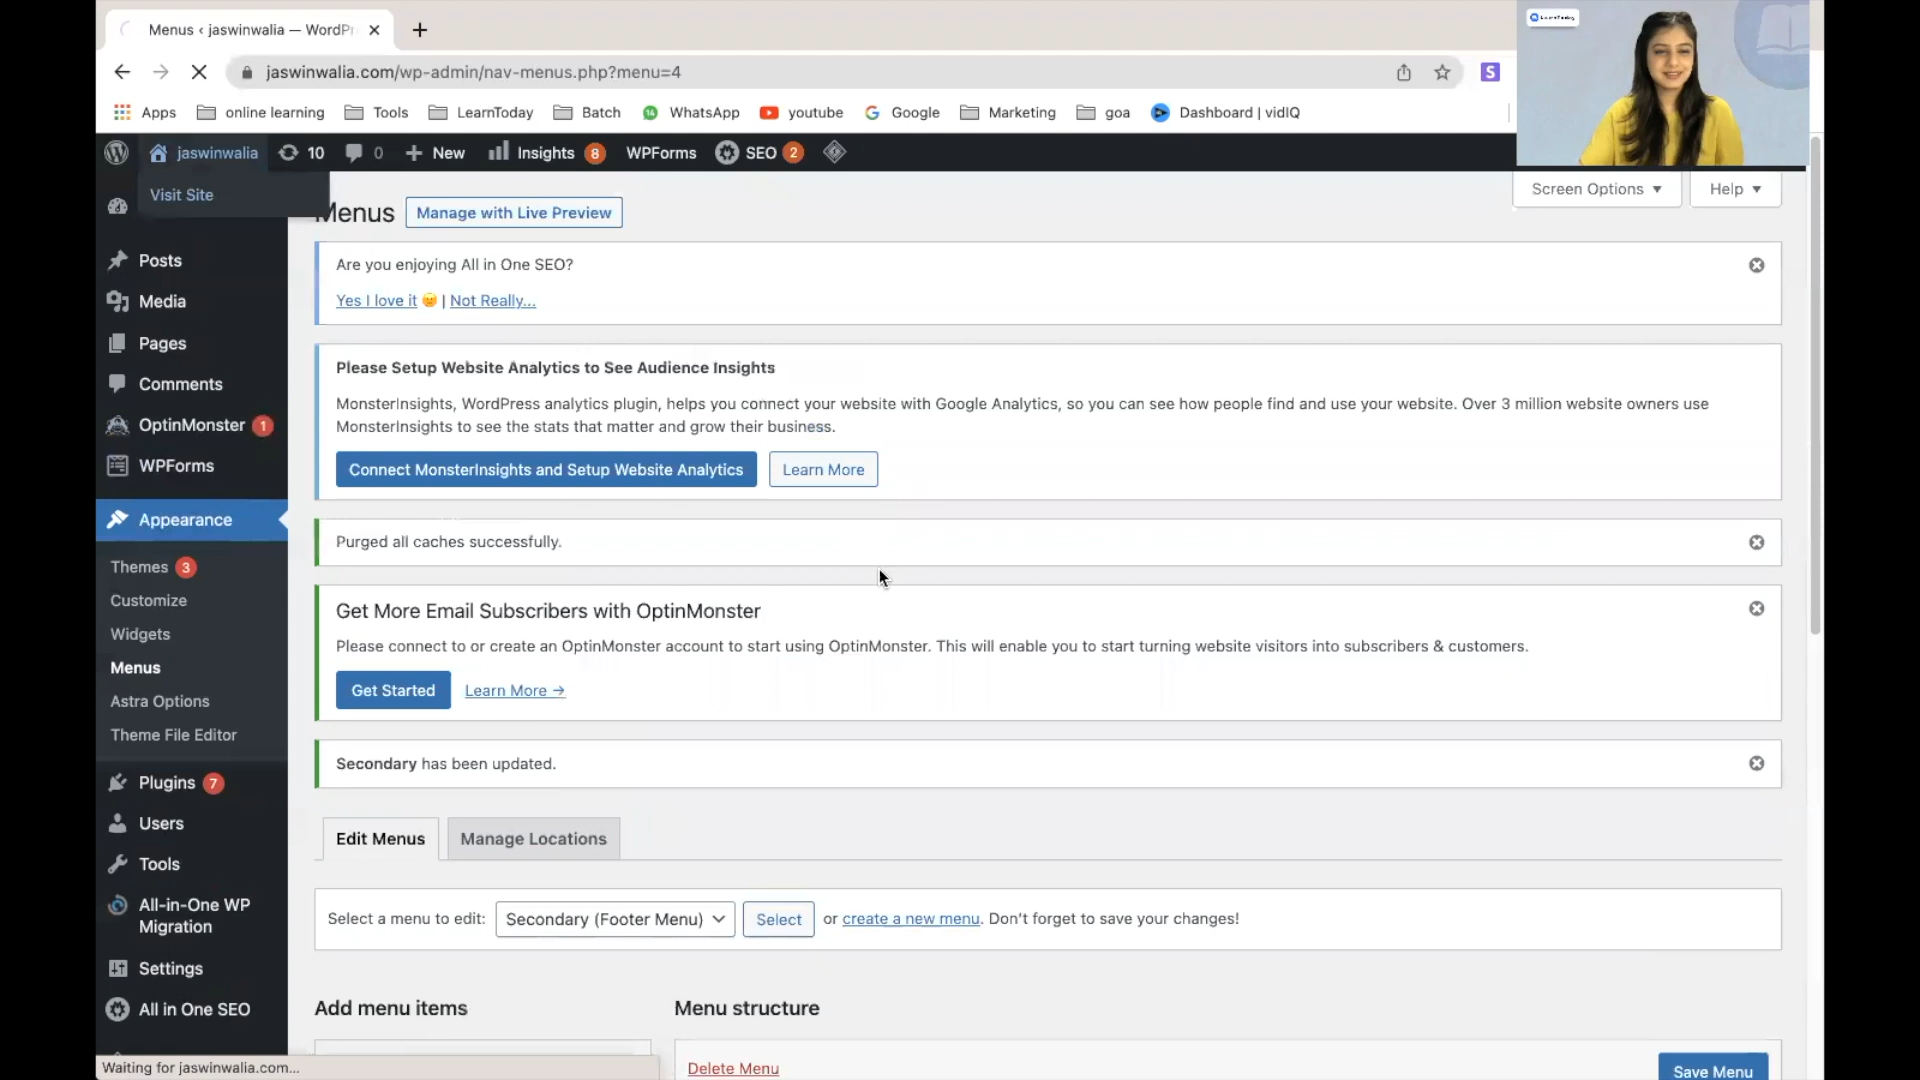 Menus ‹ jaswinwalia — WordPr
jaswinwalia.com/wp-admin/nav-menus.php?menu=4
S
Apps online learning Tools LearnToday Batch WhatsApp youtube Google Marketing goa Dashboard | vidIQ
jaswinwalia 10 0 New Insights 8 WPForms SEO 2
Visit Site
Screen Options Help
Menus Manage with Live Preview
Posts
Media
Pages
Comments
OptinMonster 1
WPForms
Appearance
Themes 3
Customize
Widgets
Menus
Astra Options
Theme File Editor
Plugins 7
Users
Tools
All-in-One WP
Migration
Settings
All in One SEO
Are you enjoying All in One SEO?
Yes I love it | Not Really...
Please Setup Website Analytics to See Audience Insights
MonsterInsights, WordPress analytics plugin, helps you connect your website with Google Analytics, so you can see how people find and use your website. Over 3 million website owners use
MonsterInsights to see the stats that matter and grow their business.
Connect MonsterInsights and Setup Website Analytics Learn More
Purged all caches successfully.
Get More Email Subscribers with OptinMonster
Please connect to or create an OptinMonster account to start using OptinMonster. This will enable you to start turning website visitors into subscribers & customers.
Get Started Learn More →
Secondary has been updated.
Edit Menus Manage Locations
Select a menu to edit: Secondary (Footer Menu) Select or create a new menu. Don't forget to save your changes!
Add menu items Menu structure
Delete Menu Save Menu
Waiting for jaswinwalia.com...